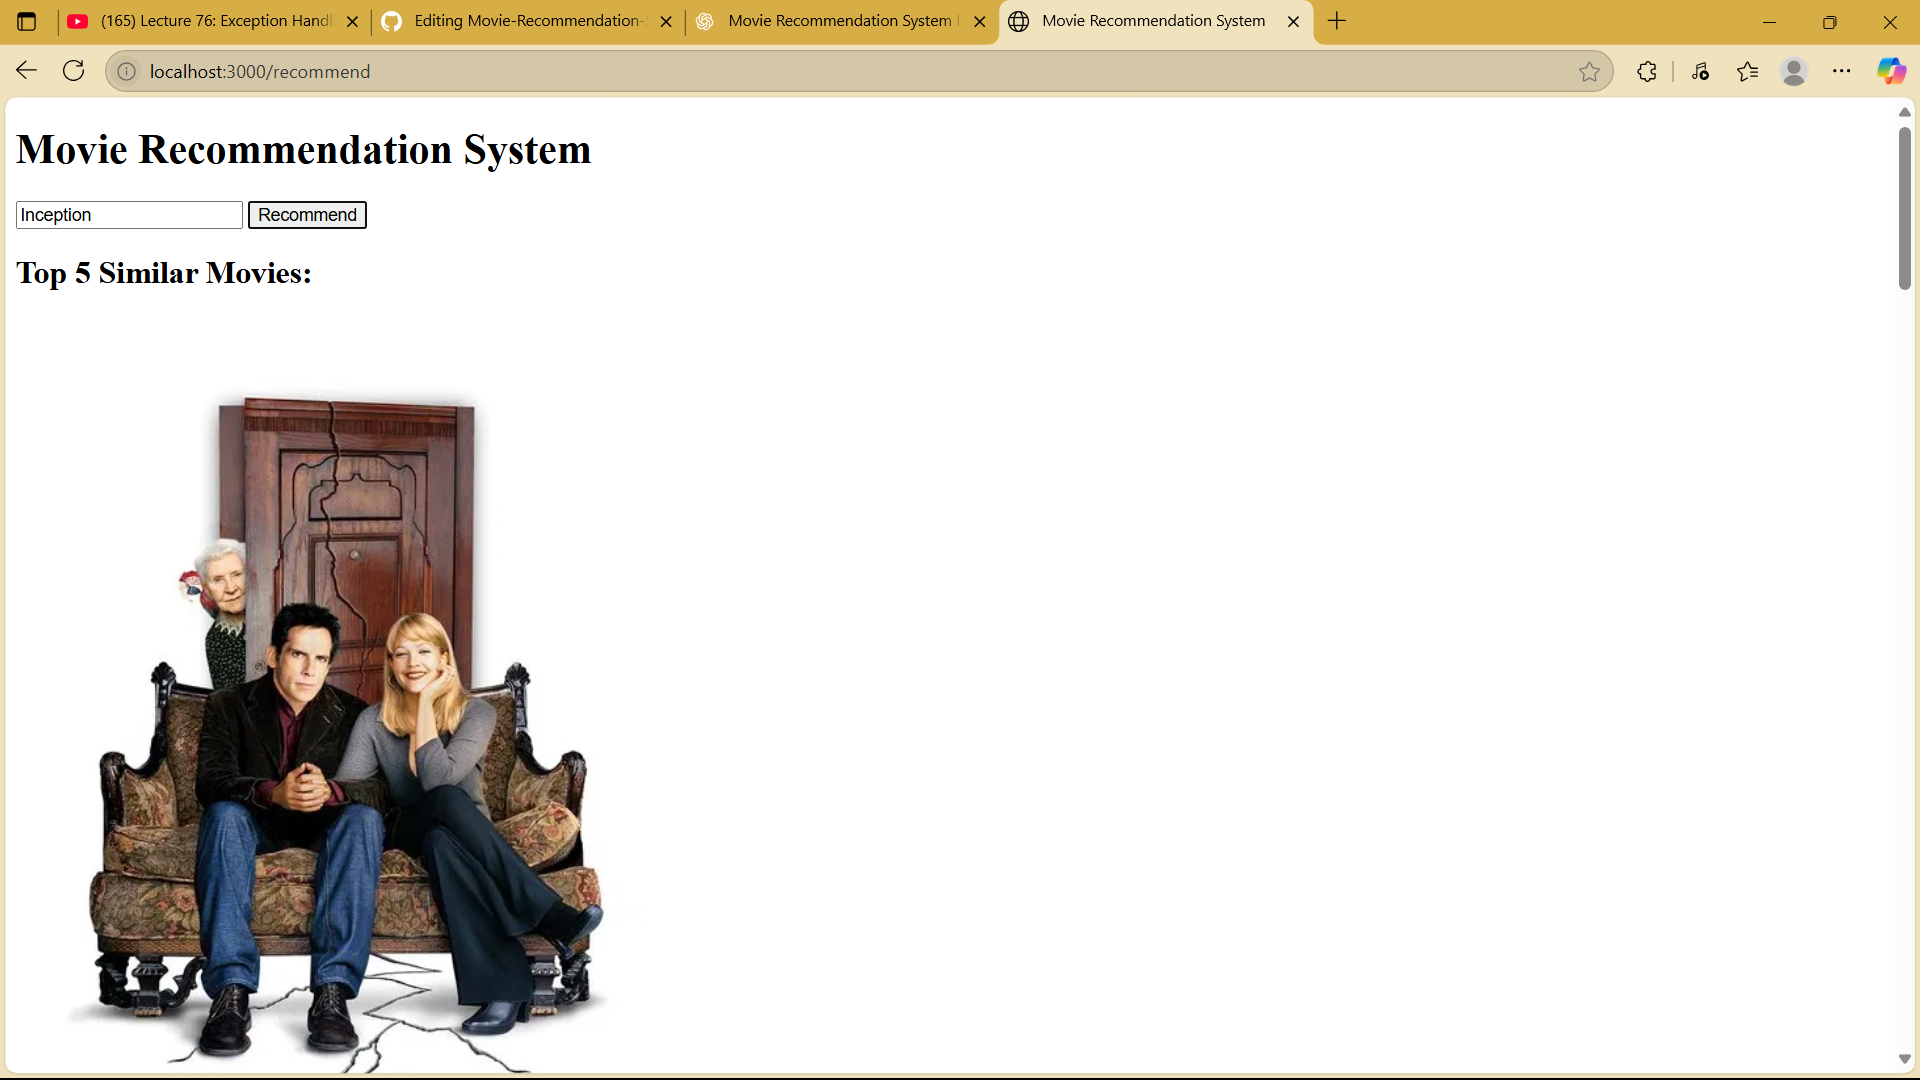 (165) Lecture 76: Exception Handl
Editing Movie-Recommendation-
Movie Recommendation System
Movie Recommendation System
localhost:3000/recommend
Movie Recommendation System
Inception
Recommend
Top 5 Similar Movies: